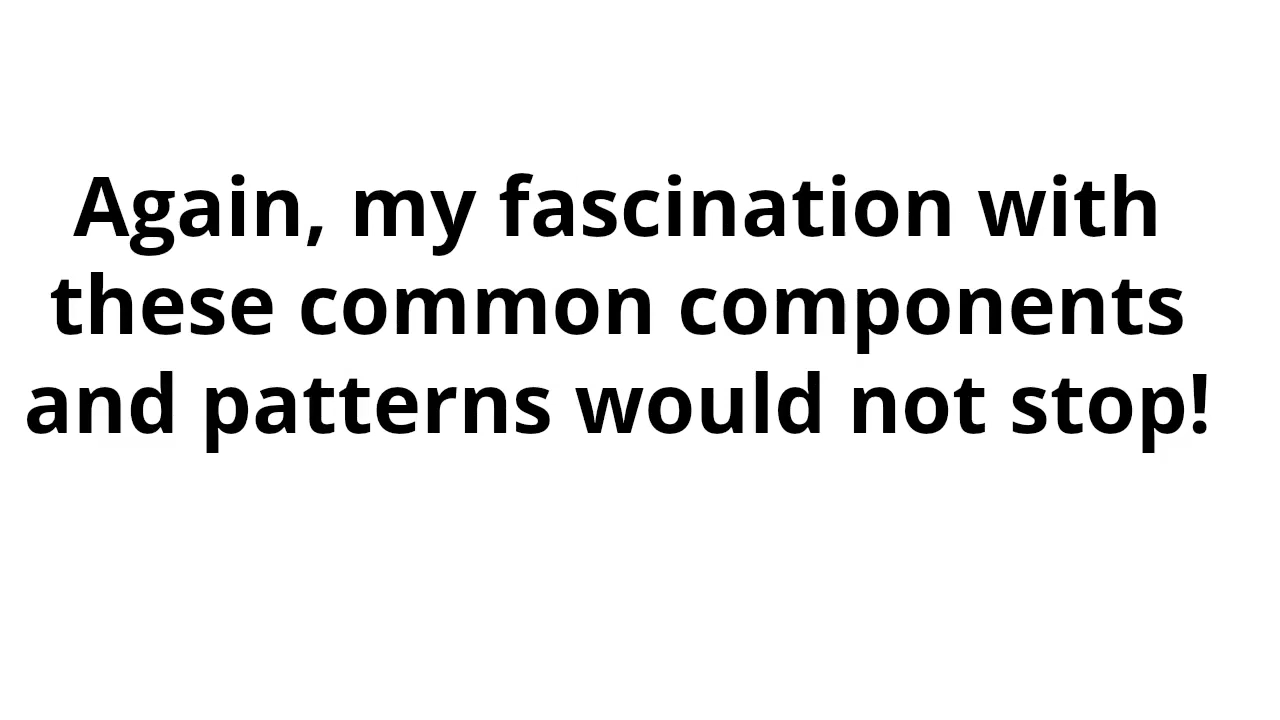 Again, my fascination with
these common components
and patterns would not stop!